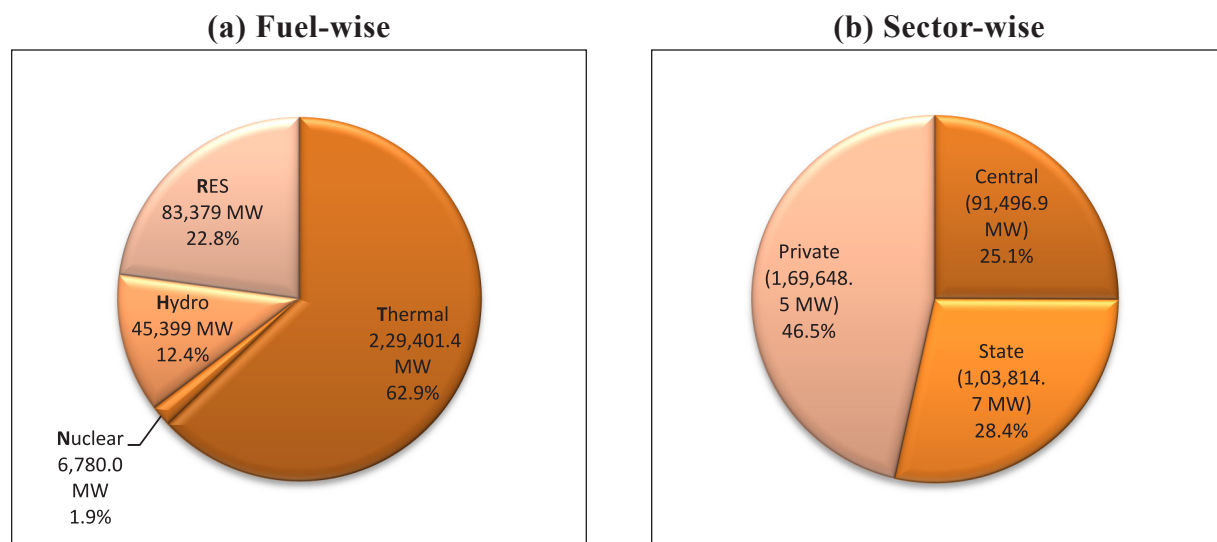 (a) Fuel-wise
RES
83,379 MW
22.8%
Hydro
45,399 MW
12.4%
Thermal
2,29,401.4
MW
62.9%
Nuclear
6,780.0
MW
1.9%
(b) Sector-wise
Central
(91,496.9
MW)
25.1%
Private
(1,69,648.
5 MW)
46.5%
State
(1,03,814.
7 MW)
28.4%